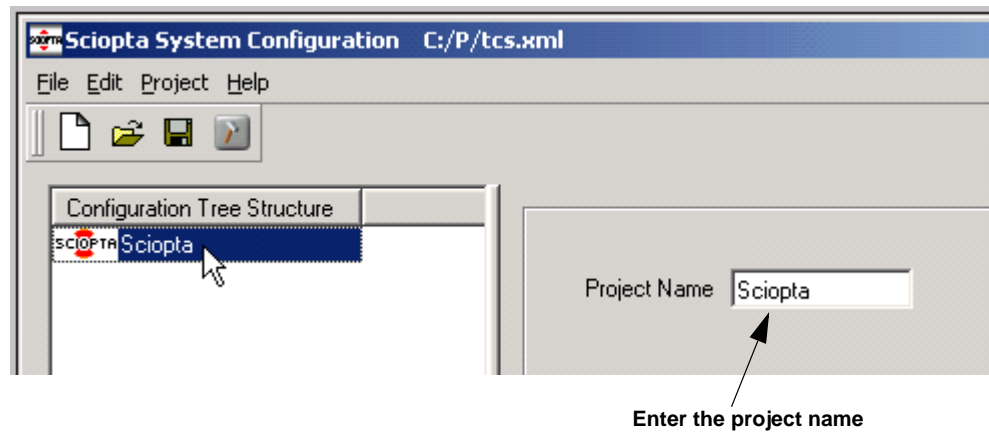 Sciopta System Configuration C:/P/tcs.xml
File Edit Project Help
Configuration Tree Structure
SCIOPTA Sciopta
Project Name Sciopta
Enter the project name